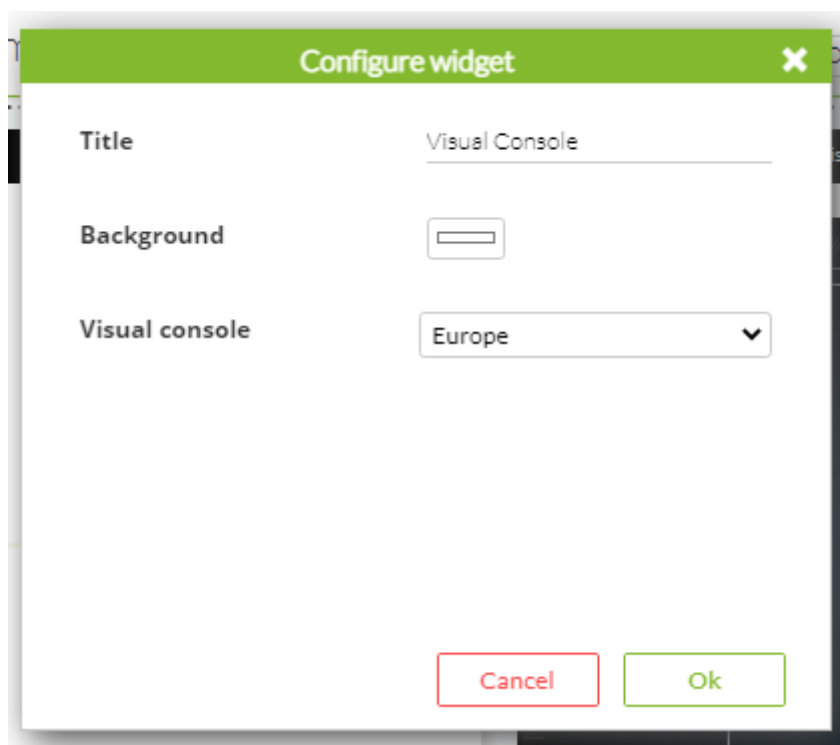 Configure widget
Title
Visual Console
Background
Visual console
Europe
Cancel
Ok